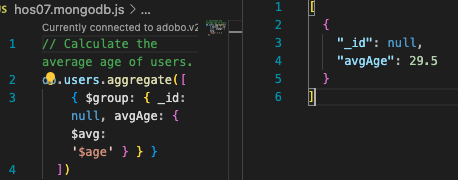 JS hos07.mongodb.js > ...
Currently connected to adobo.v2
1 // Calculate the
average age of users.
2 .users.aggregate([
3 { $group: { _id:
null, avgAge: {
$avg:
'$age' } } }
4 ])
1 [
2 {
3 "_id": null,
4 "avgAge": 29.5
5 }
6 ]